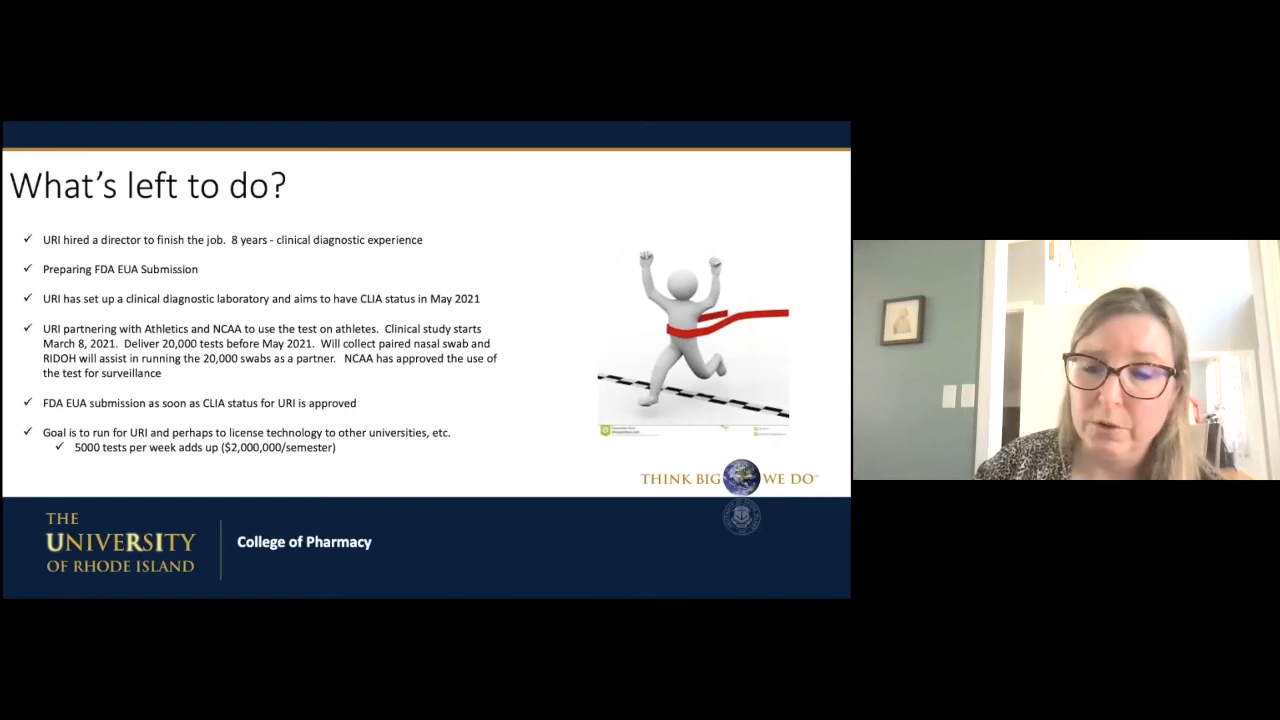 What's left to do?
✓ URI hired a director to finish the job.  8 years - clinical diagnostic experience
✓ Preparing FDA EUA Submission
✓ URI has set up a clinical diagnostic laboratory and aims to have CLIA status in May 2021
✓ URI partnering with Athletics and NCAA to use the test on athletes.  Clinical study starts
March 8, 2021.  Deliver 20,000 tests before May 2021.  Will collect paired nasal swab and
RIDOH will assist in running the 20,000 swabs as a partner.   NCAA has approved the use of
the test for surveillance
✓ FDA EUA submission as soon as CLIA status for URI is approved
✓ Goal is to run for URI and perhaps to license technology to other universities, etc.
✓ 5000 tests per week adds up ($2,000,000/semester)
THINK BIG WE DO℠
THE
UNIVERSITY
OF RHODE ISLAND
College of Pharmacy